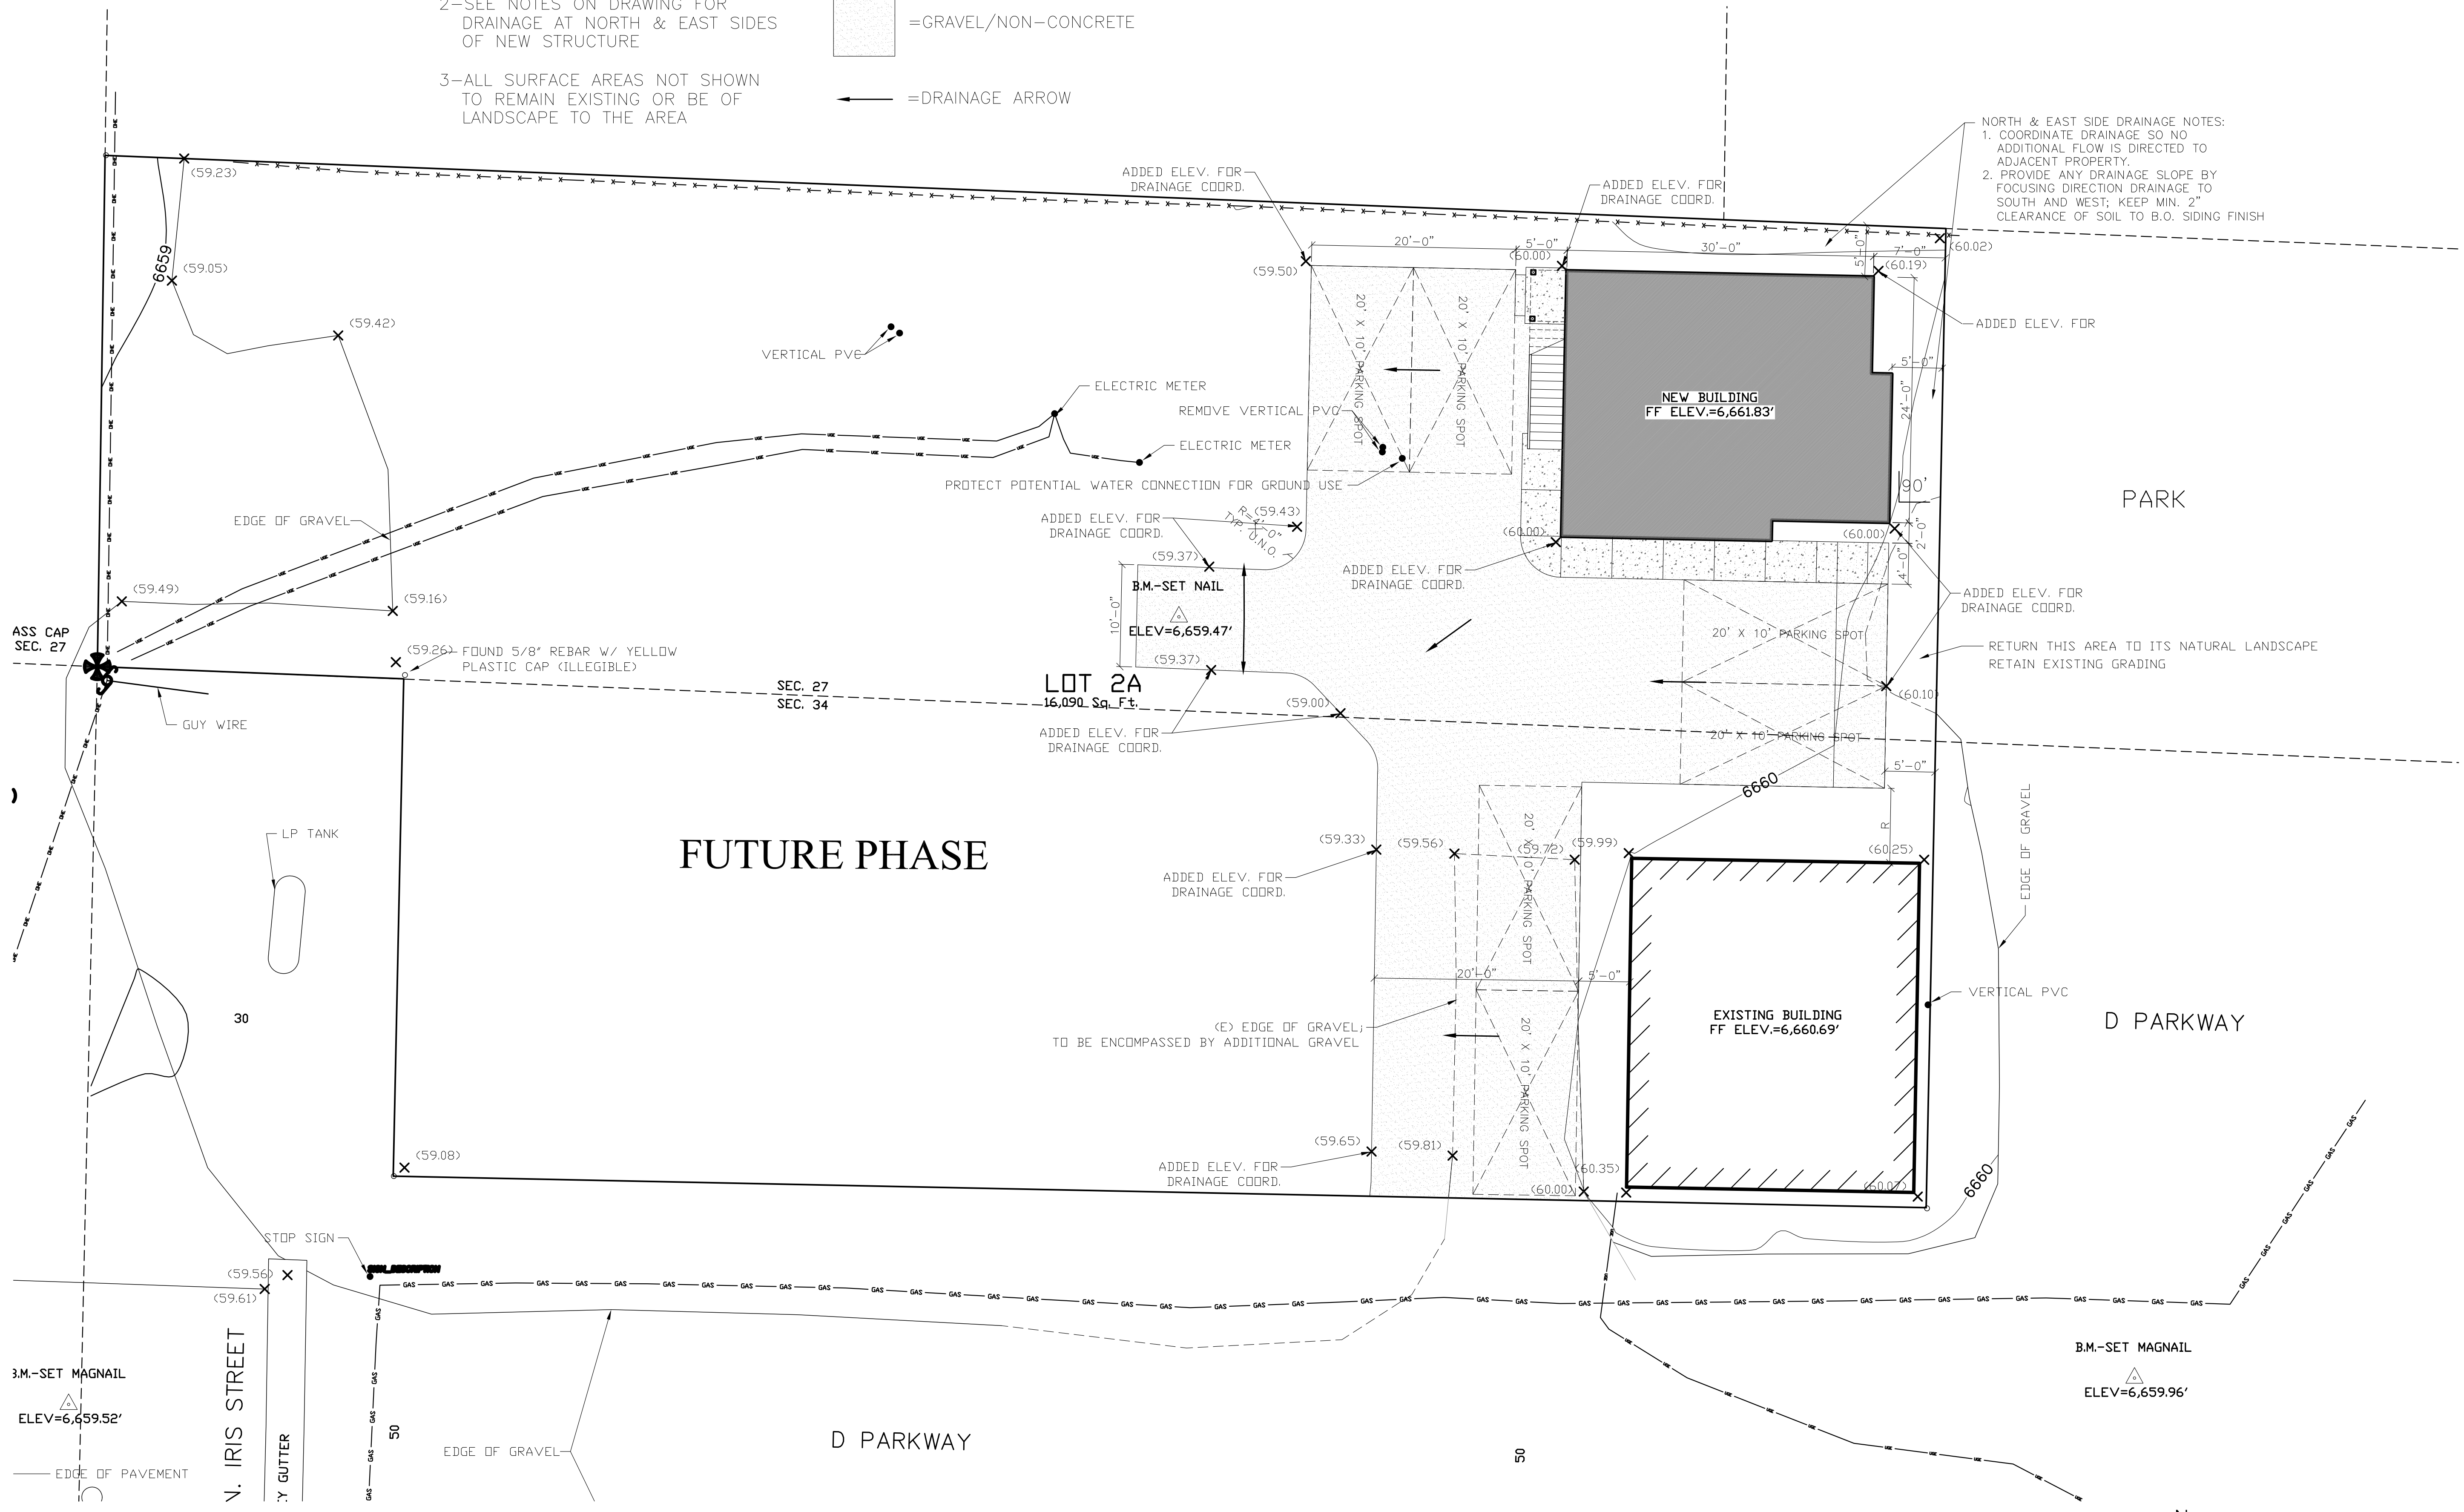 2-SEE NOTES ON DRAWING FOR
DRAINAGE AT NORTH & EAST SIDES
OF NEW STRUCTURE
=GRAVEL/NON-CONCRETE
3-ALL SURFACE AREAS NOT SHOWN
TO REMAIN EXISTING OR BE OF
LANDSCAPE TO THE AREA
=DRAINAGE ARROW
NORTH & EAST SIDE DRAINAGE NOTES:
1. COORDINATE DRAINAGE SO NO
ADDITIONAL FLOW IS DIRECTED TO
ADJACENT PROPERTY.
2. PROVIDE ANY DRAINAGE SLOPE BY
FOCUSING DIRECTION DRAINAGE TO
SOUTH AND WEST; KEEP MIN. 2"
CLEARANCE OF SOIL TO B.O. SIDING FINISH
(59.23)
ADDED ELEV. FOR
DRAINAGE COORD.
ADDED ELEV. FOR
DRAINAGE COORD.
20'-0"
5'-0"
30'-0"
5'-0"
7'-0"
(60.02)
(59.50)
(60.00)
(60.19)
6659
(59.05)
(59.42)
VERTICAL PVC
20' X 10' PARKING SPOT
20' X 10' PARKING SPOT
ADDED ELEV. FOR
5'-0"
24'-0"
NEW BUILDING
FF ELEV.=6,661.83'
ELECTRIC METER
REMOVE VERTICAL PVC
ELECTRIC METER
PROTECT POTENTIAL WATER CONNECTION FOR GROUND USE
90'
PARK
EDGE OF GRAVEL
ADDED ELEV. FOR
DRAINAGE COORD.
(59.43)
R=4'-0"
TYP. U.N.O.
(60.00)
(60.00)
2'-0"
4'-0"
(59.37)
B.M.-SET NAIL
ELEV=6,659.47'
10'-0"
(59.37)
ADDED ELEV. FOR
DRAINAGE COORD.
ADDED ELEV. FOR
DRAINAGE COORD.
(59.49)
(59.16)
ASS CAP
SEC. 27
(59.26)
FOUND 5/8" REBAR W/ YELLOW
PLASTIC CAP (ILLEGIBLE)
20' X 10' PARKING SPOT
RETURN THIS AREA TO ITS NATURAL LANDSCAPE
RETAIN EXISTING GRADING
SEC. 27
SEC. 34
LOT 2A
16,090 Sq. Ft.
(59.00)
(60.10)
GUY WIRE
ADDED ELEV. FOR
DRAINAGE COORD.
20' X 10' PARKING SPOT
5'-0"
6660
R
LP TANK
FUTURE PHASE
(59.33)
(59.56)
(59.72)
(59.99)
(60.25)
20' X 10' PARKING SPOT
EDGE OF GRAVEL
ADDED ELEV. FOR
DRAINAGE COORD.
20'-0"
5'-0"
VERTICAL PVC
30
EXISTING BUILDING
FF ELEV.=6,660.69'
D PARKWAY
(E) EDGE OF GRAVEL;
TO BE ENCOMPASSED BY ADDITIONAL GRAVEL
20' X 10' PARKING SPOT
(59.65)
(59.81)
(59.08)
ADDED ELEV. FOR
DRAINAGE COORD.
(60.35)
(60.00)
(60.07)
6660
STOP SIGN
SIGN_DESCRIPTION
(59.56)
(59.61)
GAS
N. IRIS STREET
EY GUTTER
50
50
B.M.-SET MAGNAIL
ELEV=6,659.52'
B.M.-SET MAGNAIL
ELEV=6,659.96'
EDGE OF GRAVEL
D PARKWAY
EDGE OF PAVEMENT
OHE
UGE